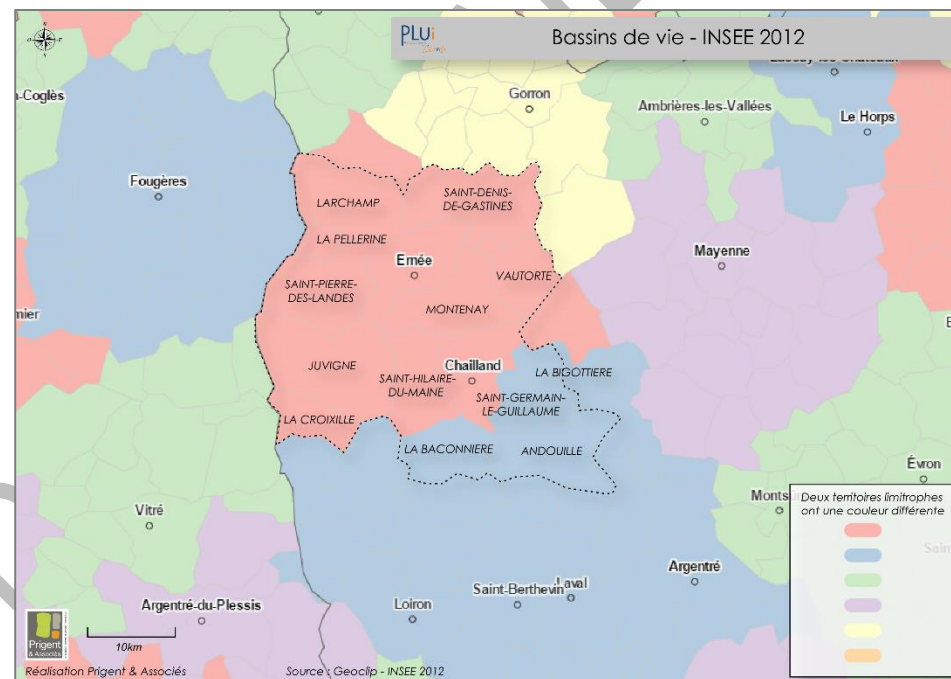 PLUi
Bassins de vie - INSEE 2012
Gorron
Ambrières-les-Vallées
Le Horps
Fougères
LARCHAMP
SAINT-DENIS-
DE-GASTINES
LA PELLERINE
Ernée
Mayenne
VAUTORTE
SAINT-PIERRE-
DES-LANDES
MONTENAY
JUVIGNE
Chailland
LA BIGOTTIERE
SAINT-HILAIRE-
DU-MAINE
SAINT-GERMAIN-
LE-GUILLAUME
LA CROIXILLE
LA BACONNIERE
ANDOUILLE
Évron
Vitré
Deux territoires limitrophes
ont une couleur différente
Argentré
Saint-Berthevin
Laval
Loiron
Argentré-du-Plessis
10km
Prigent
& Associés
Réalisation Prigent & Associés
Source : Geoclip - INSEE 2012